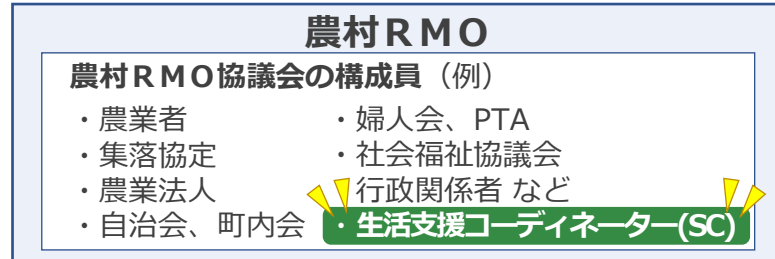 農村RMO
農村RMO協議会の構成員（例）
・農業者
・集落協定
・農業法人
・自治会、町内会
・婦人会、PTA
・社会福祉協議会
行政関係者 など
・生活支援コーディネーター(SC)